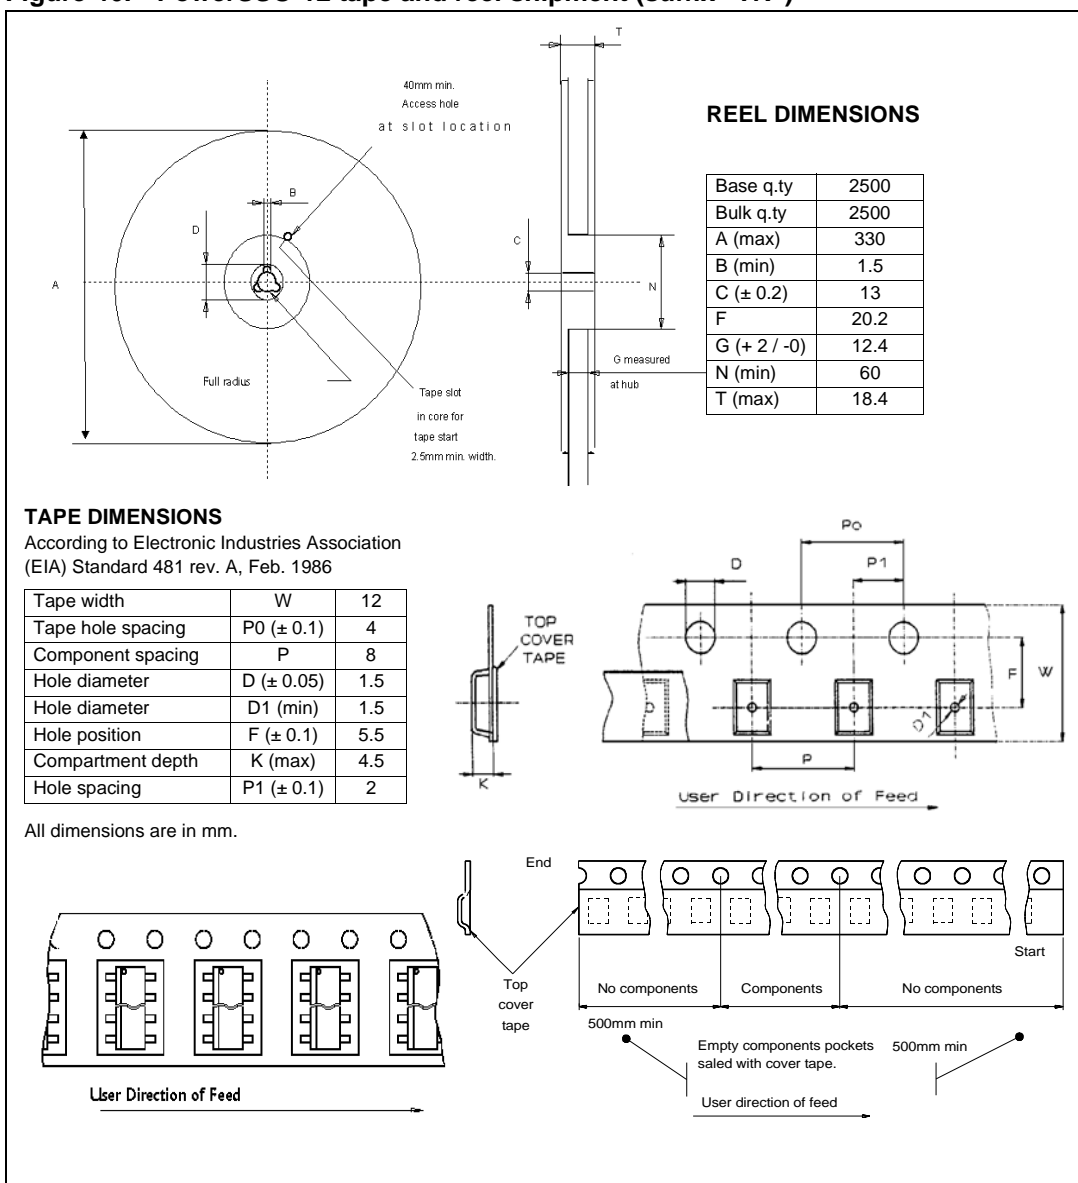 T
40mm min.
Access hole
at slot location
B
D
C
A
N
Full radius
Tape slot
in core for
tape start
2.5mm min. width.
G measured
at hub
REEL DIMENSIONS
Base q.ty 2500
Bulk q.ty 2500
A (max) 330
B (min) 1.5
C (± 0.2) 13
F 20.2
G (+ 2 / -0) 12.4
N (min) 60
T (max) 18.4
TAPE DIMENSIONS
According to Electronic Industries Association
(EIA) Standard 481 rev. A, Feb. 1986
Tape width W 12
Tape hole spacing P0 (± 0.1) 4
Component spacing P 8
Hole diameter D (± 0.05) 1.5
Hole diameter D1 (min) 1.5
Hole position F (± 0.1) 5.5
Compartment depth K (max) 4.5
Hole spacing P1 (± 0.1) 2
All dimensions are in mm.
Po
D
P1
TOP
COVER
TAPE
F
W
D1
P
K
User Direction of Feed
End
Start
Top
cover
tape
No components
Components
No components
500mm min
Empty components pockets
saled with cover tape.
500mm min
User direction of feed
User Direction of Feed